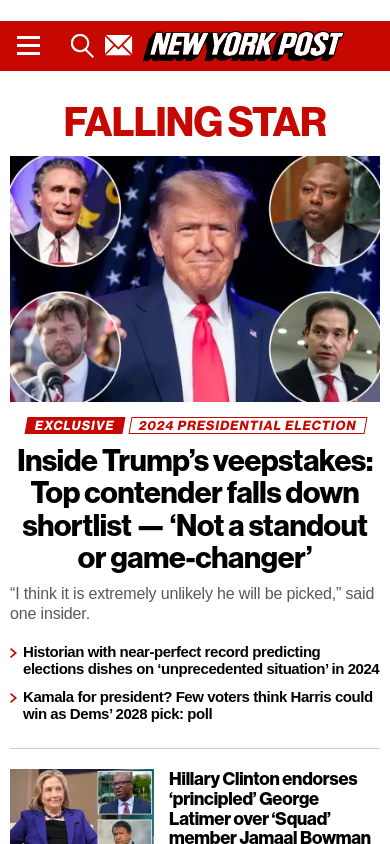 NEW YORK POST
FALLING STAR
EXCLUSIVE 2024 PRESIDENTIAL ELECTION
Inside Trump’s veepstakes:
Top contender falls down
shortlist — ‘Not a standout
or game-changer’
“I think it is extremely unlikely he will be picked,” said
one insider.
Historian with near-perfect record predicting
elections dishes on ‘unprecedented situation’ in 2024
Kamala for president? Few voters think Harris could
win as Dems’ 2028 pick: poll
Hillary Clinton endorses
‘principled’ George
Latimer over ‘Squad’
member Jamaal Bowman